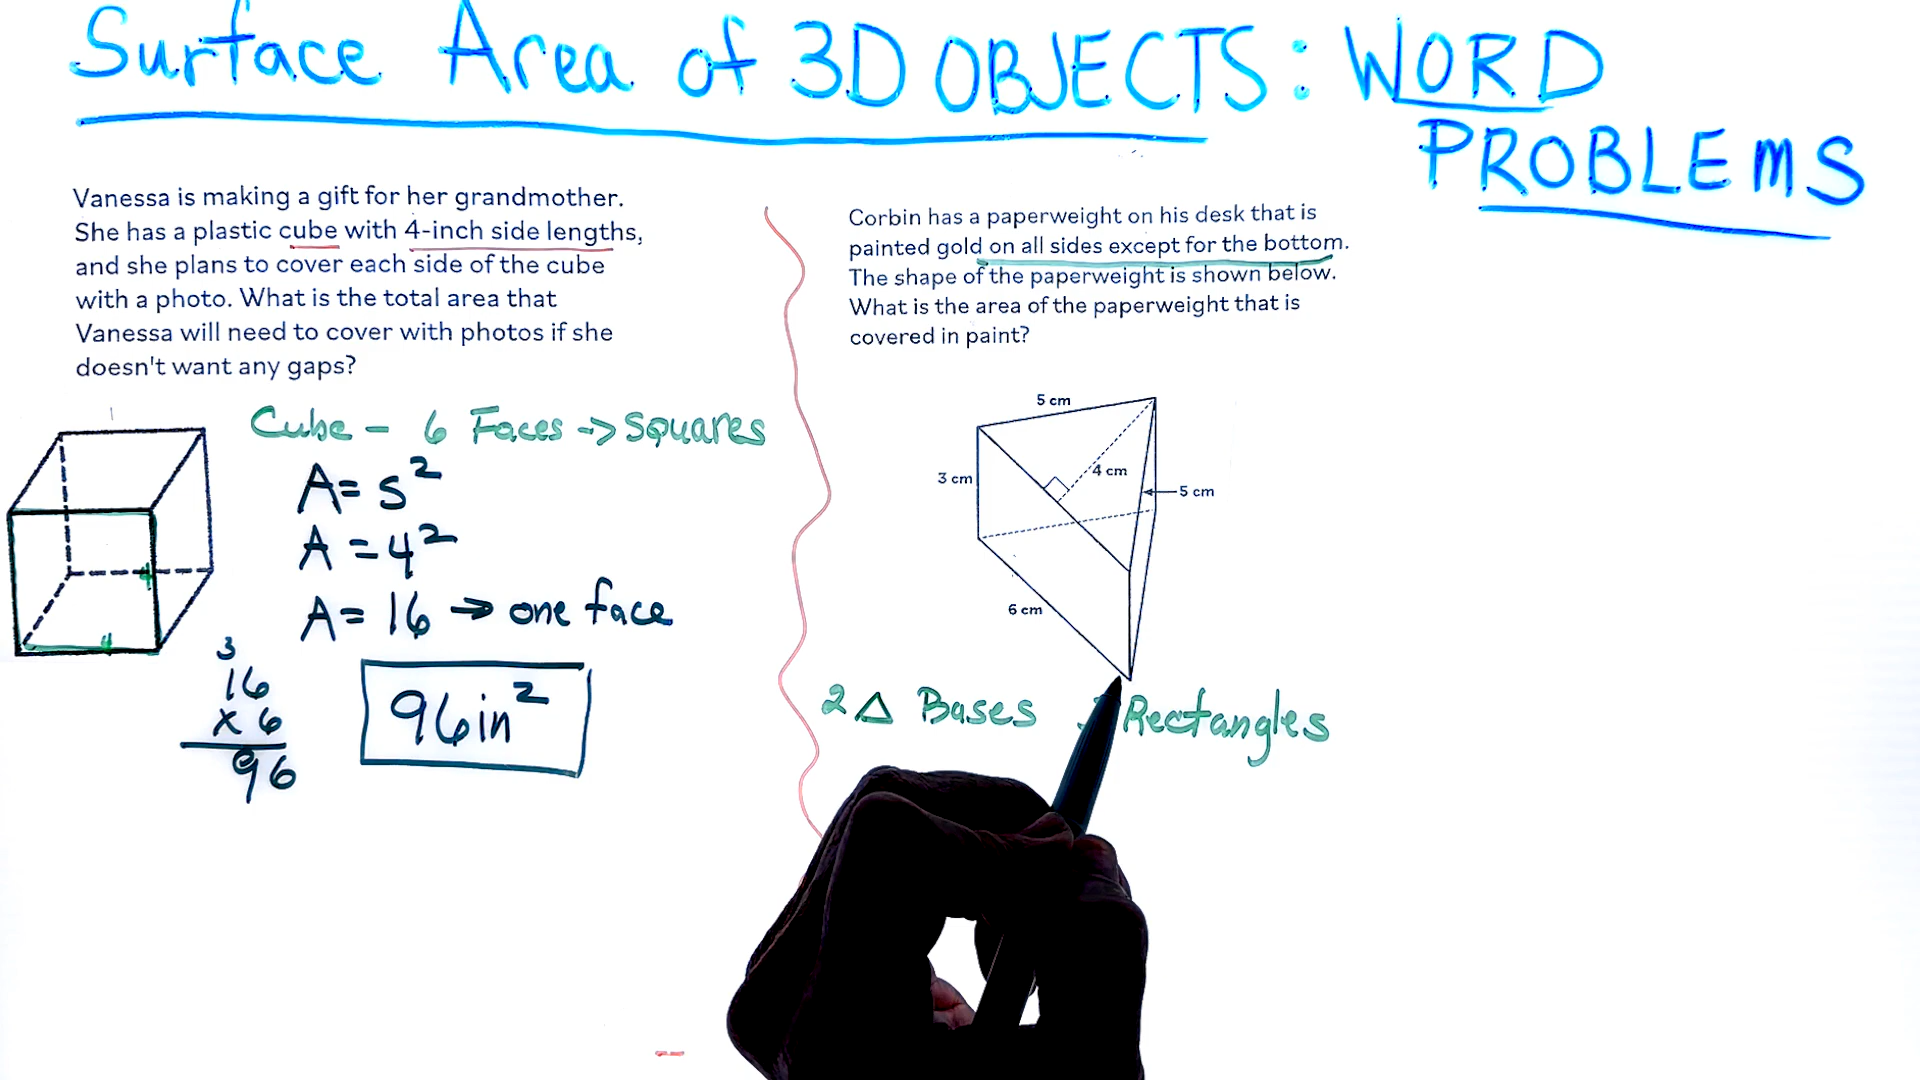 Surface Area of 3D OBJECTS: WORD
PROBLEMS
Vanessa is making a gift for her grandmother.
She has a plastic cube with 4-inch side lengths,
and she plans to cover each side of the cube
with a photo. What is the total area that
Vanessa will need to cover with photos if she
doesn't want any gaps?
Cube - 6 Faces -> Squares
A = s²
A = 4²
A = 16 → one face
4
4
3
16
x 6
96
96in²
Corbin has a paperweight on his desk that is
painted gold on all sides except for the bottom.
The shape of the paperweight is shown below.
What is the area of the paperweight that is
covered in paint?
5 cm
3 cm
4 cm
5 cm
6 cm
2 △ Bases Rectangles